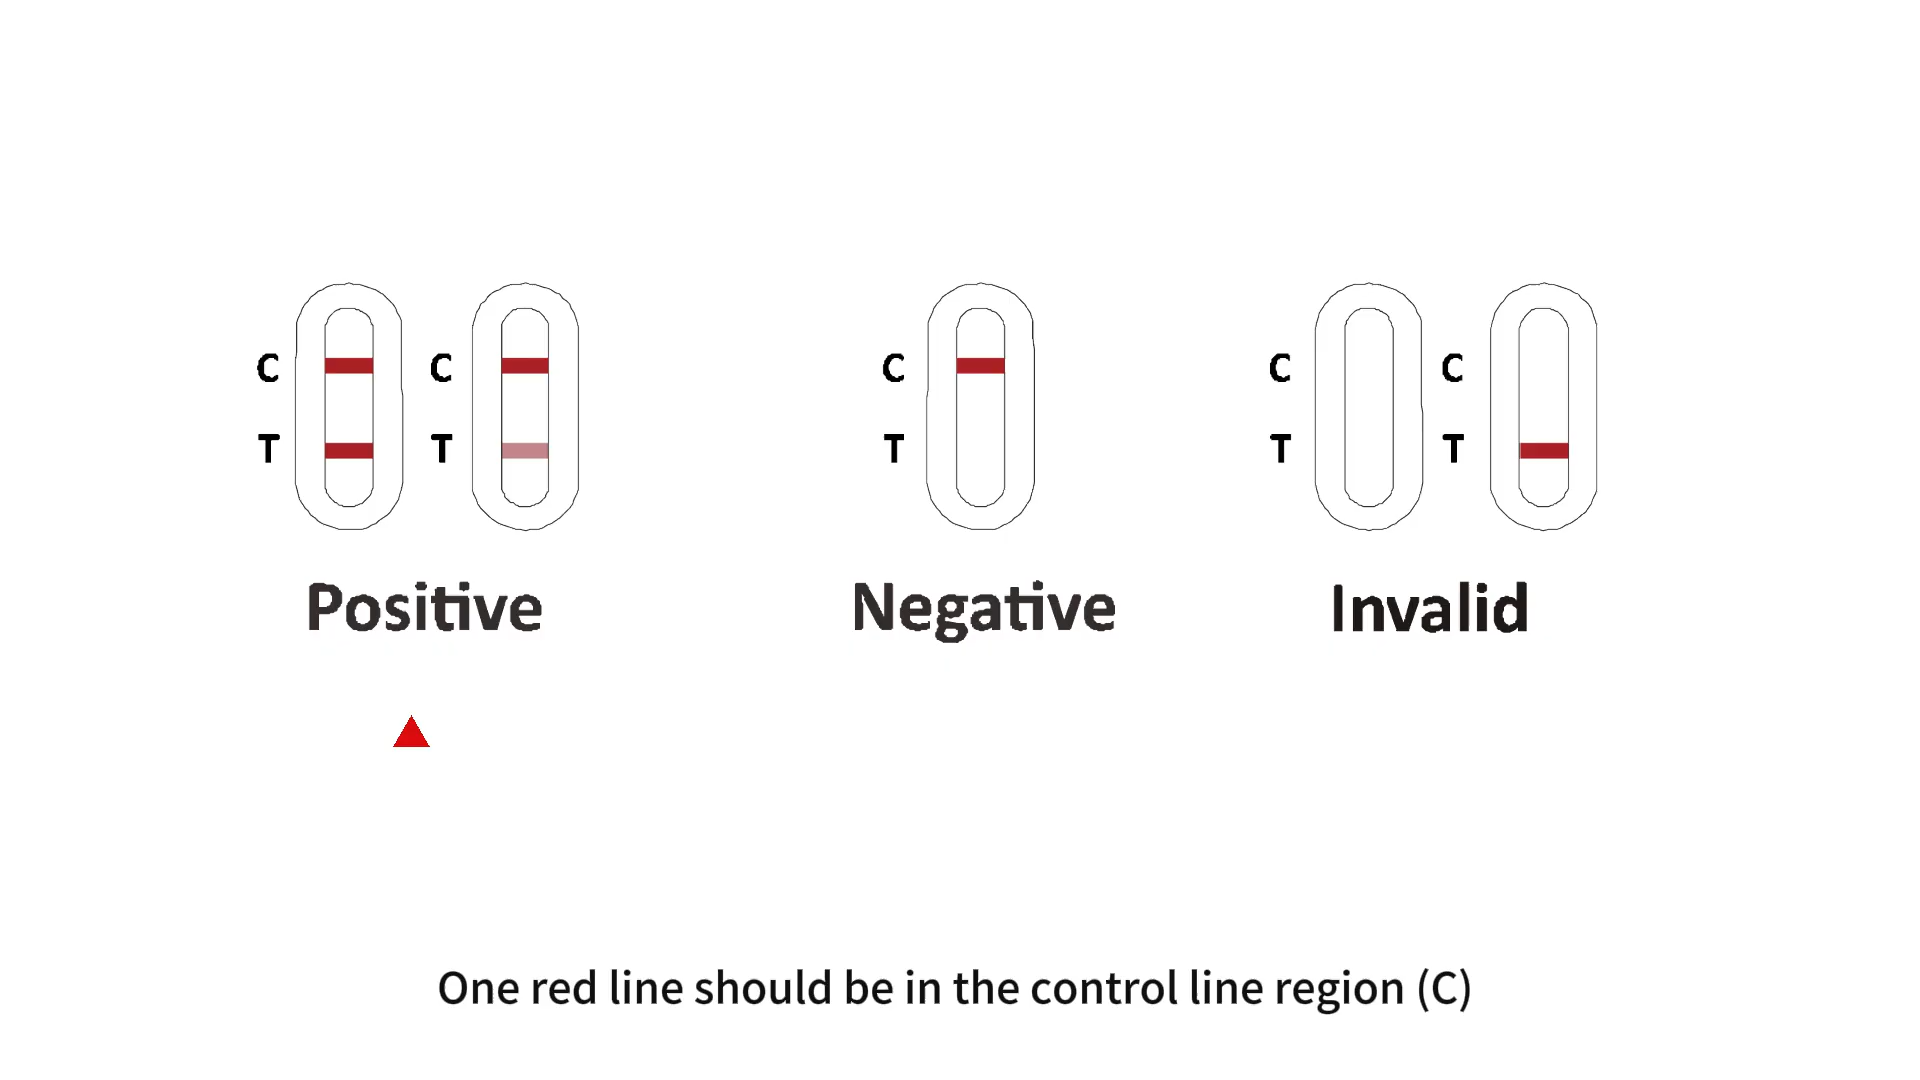 C C C C C
T T T T T
Positive Negative Invalid
One red line should be in the control line region (C)